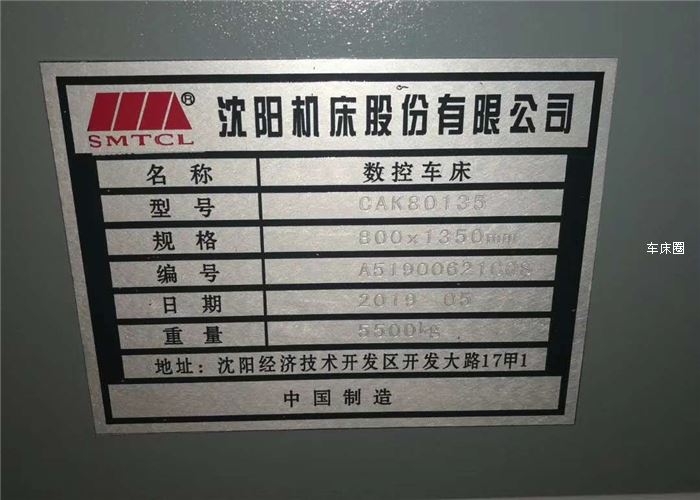 SMTCL
®
沈阳机床股份有限公司
名称 数控车床
型号 CAK80135
规格 800x1350mm
编号
日期 2019 05
重量 5500kg
地址：沈阳经济技术开发区开发大路17甲1
中国制造
车床圈